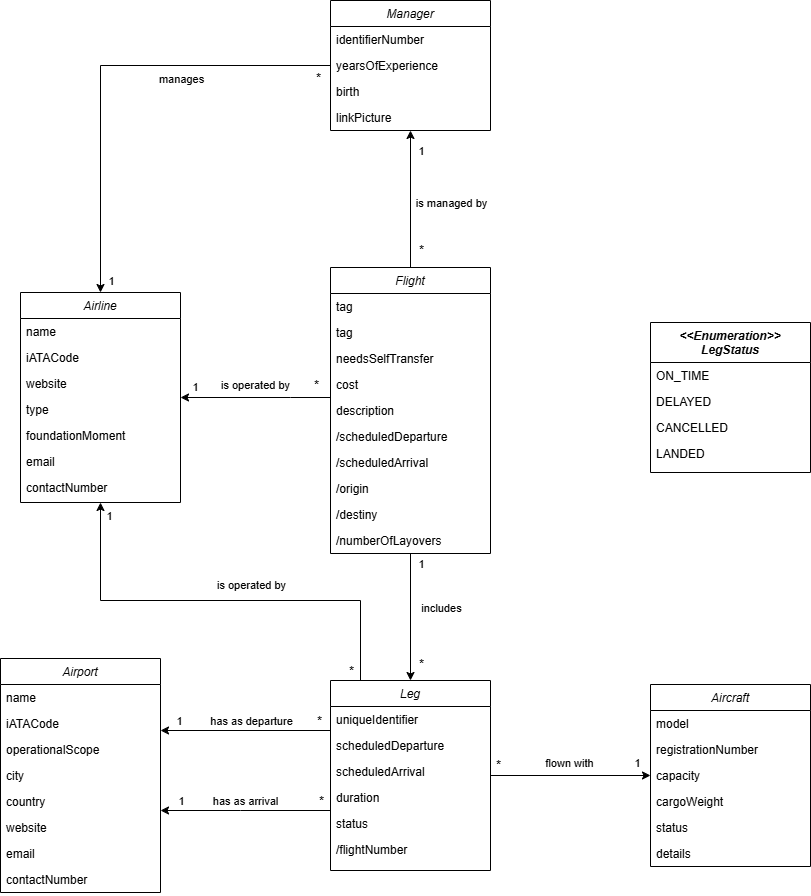 Manager
identifierNumber
yearsOfExperience
birth
linkPicture
manages
*
1
is managed by
*
1
Airline
name
iATACode
website
type
foundationMoment
email
contactNumber
1
is operated by
*
Flight
tag
tag
needsSelfTransfer
cost
description
/scheduledDeparture
/scheduledArrival
/origin
/destiny
/numberOfLayovers
<<Enumeration>>
LegStatus
ON_TIME
DELAYED
CANCELLED
LANDED
1
is operated by
*
1
includes
*
Airport
name
iATACode
operationalScope
city
country
website
email
contactNumber
1
has as departure
*
1
has as arrival
*
Leg
uniqueIdentifier
scheduledDeparture
scheduledArrival
duration
status
/flightNumber
*
flown with
1
Aircraft
model
registrationNumber
capacity
cargoWeight
status
details